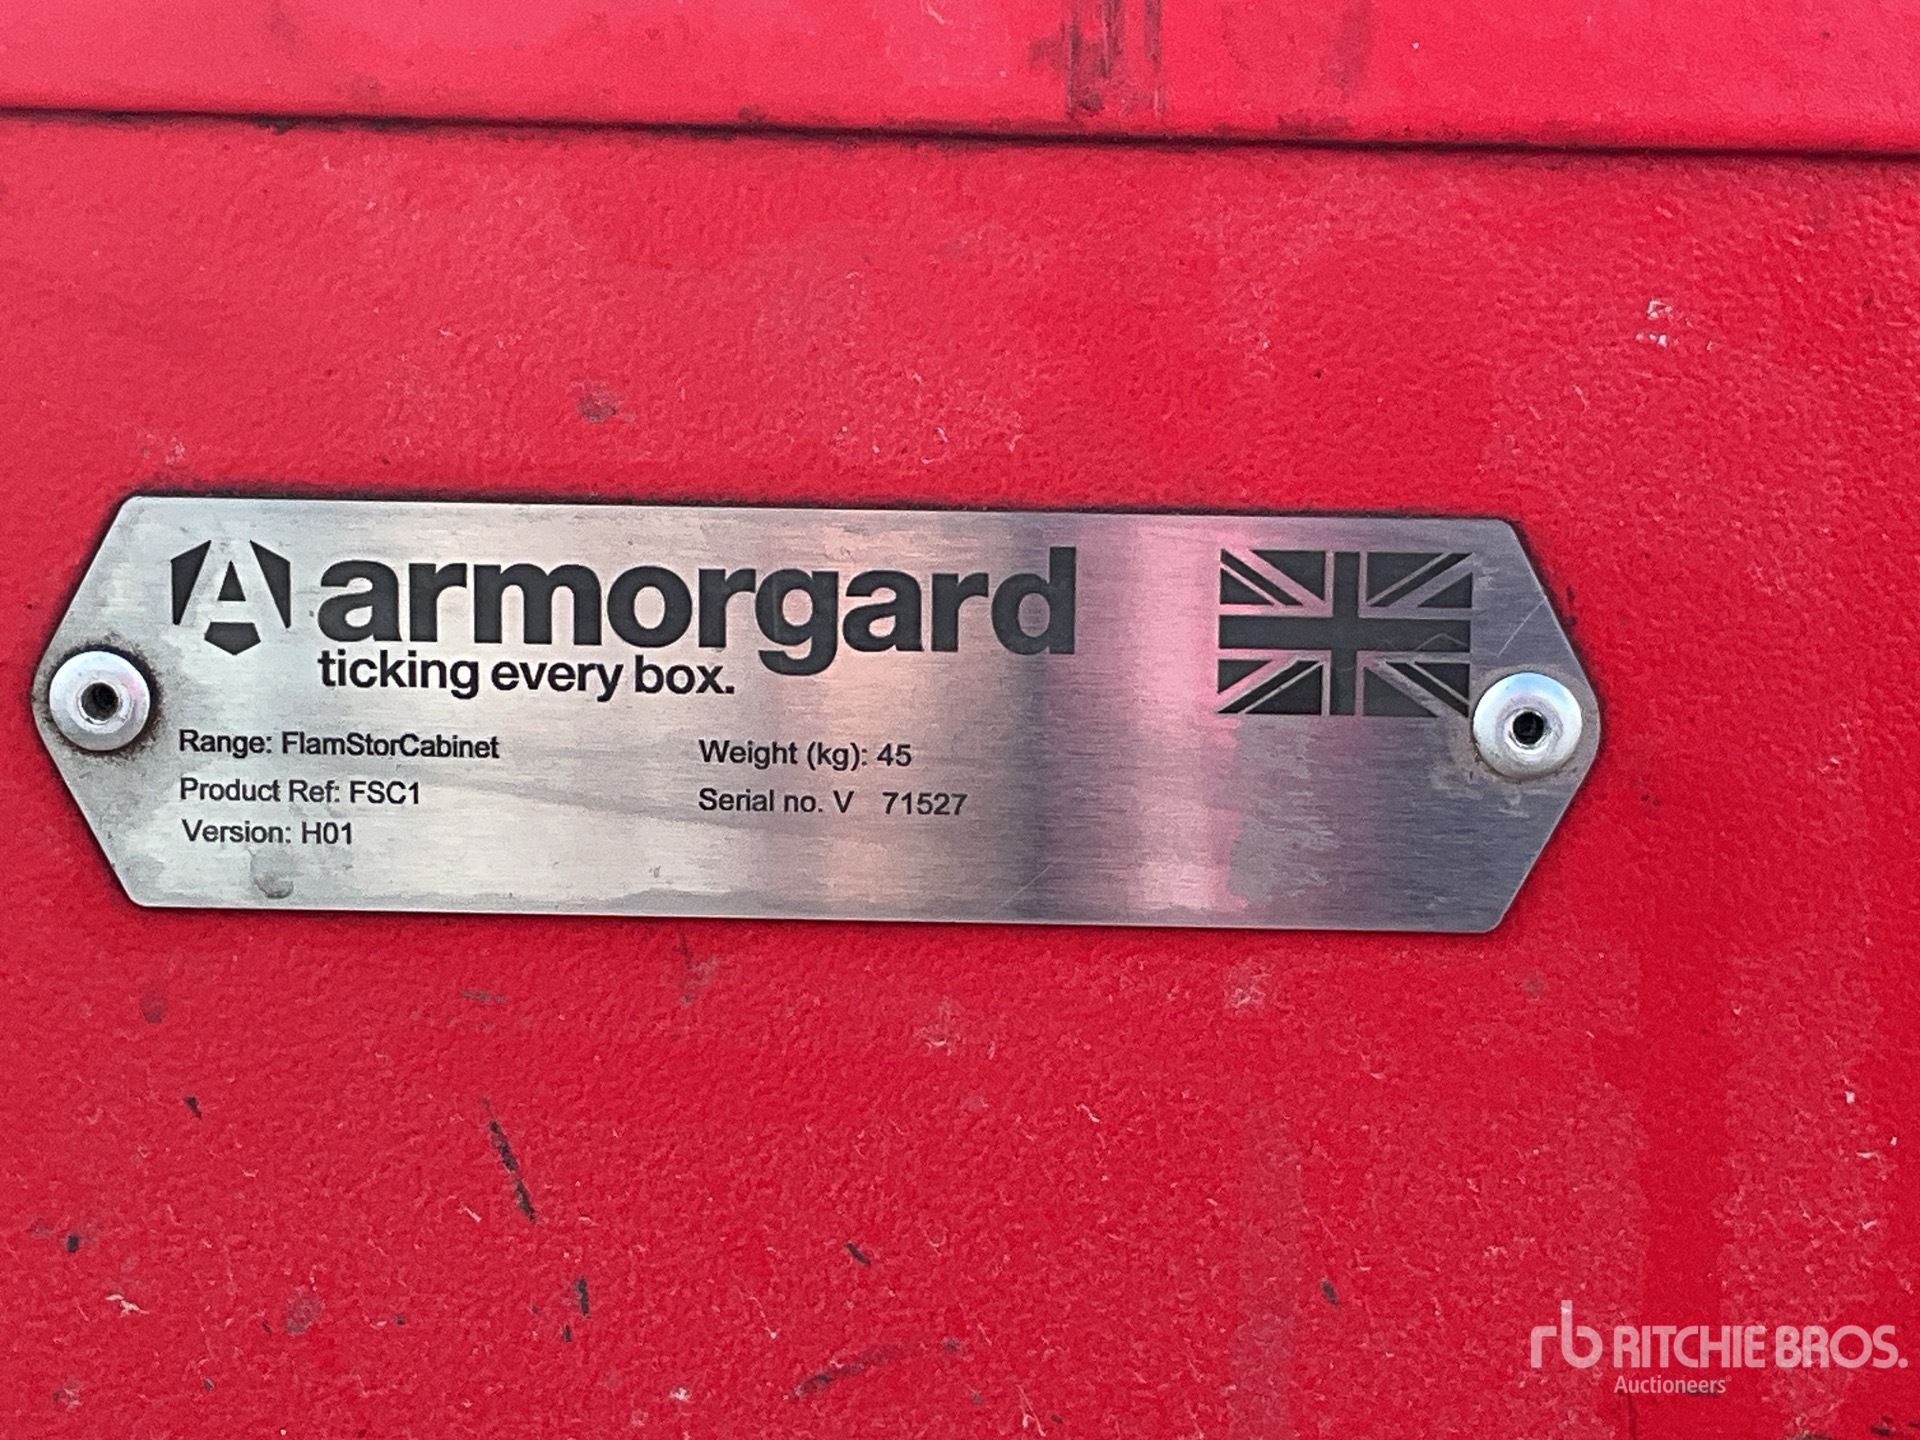 armorgard
ticking every box.
Range: FlamStorCabinet
Product Ref: FSC1
Version: H01
Weight (kg): 45
Serial no. V 71527
rb RITCHIE BROS.
Auctioneers